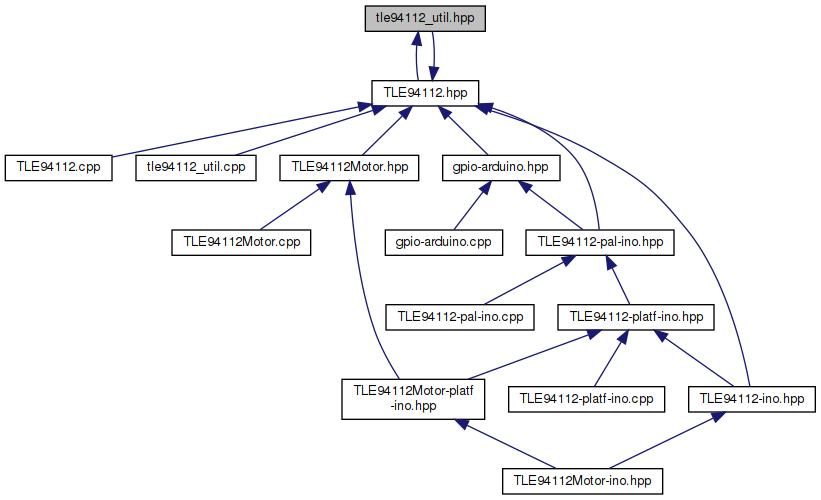 tle94112_util.hpp
TLE94112.hpp
TLE94112.cpp
tle94112_util.cpp
TLE94112Motor.hpp
gpio-arduino.hpp
TLE94112Motor.cpp
gpio-arduino.cpp
TLE94112-pal-ino.hpp
TLE94112-pal-ino.cpp
TLE94112-platf-ino.hpp
TLE94112Motor-platf
-ino.hpp
TLE94112-platf-ino.cpp
TLE94112-ino.hpp
TLE94112Motor-ino.hpp